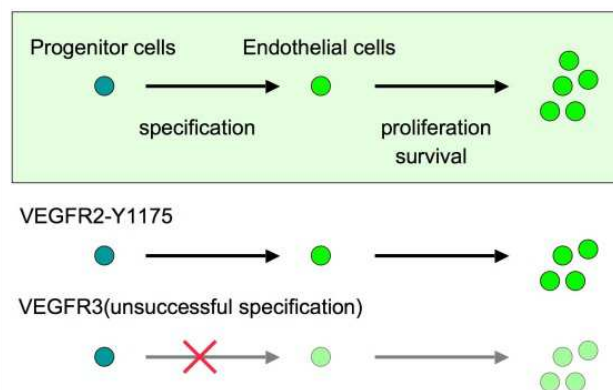 Progenitor cells Endothelial cells
specification proliferation
survival
VEGFR2-Y1175
VEGFR3(unsuccessful specification)